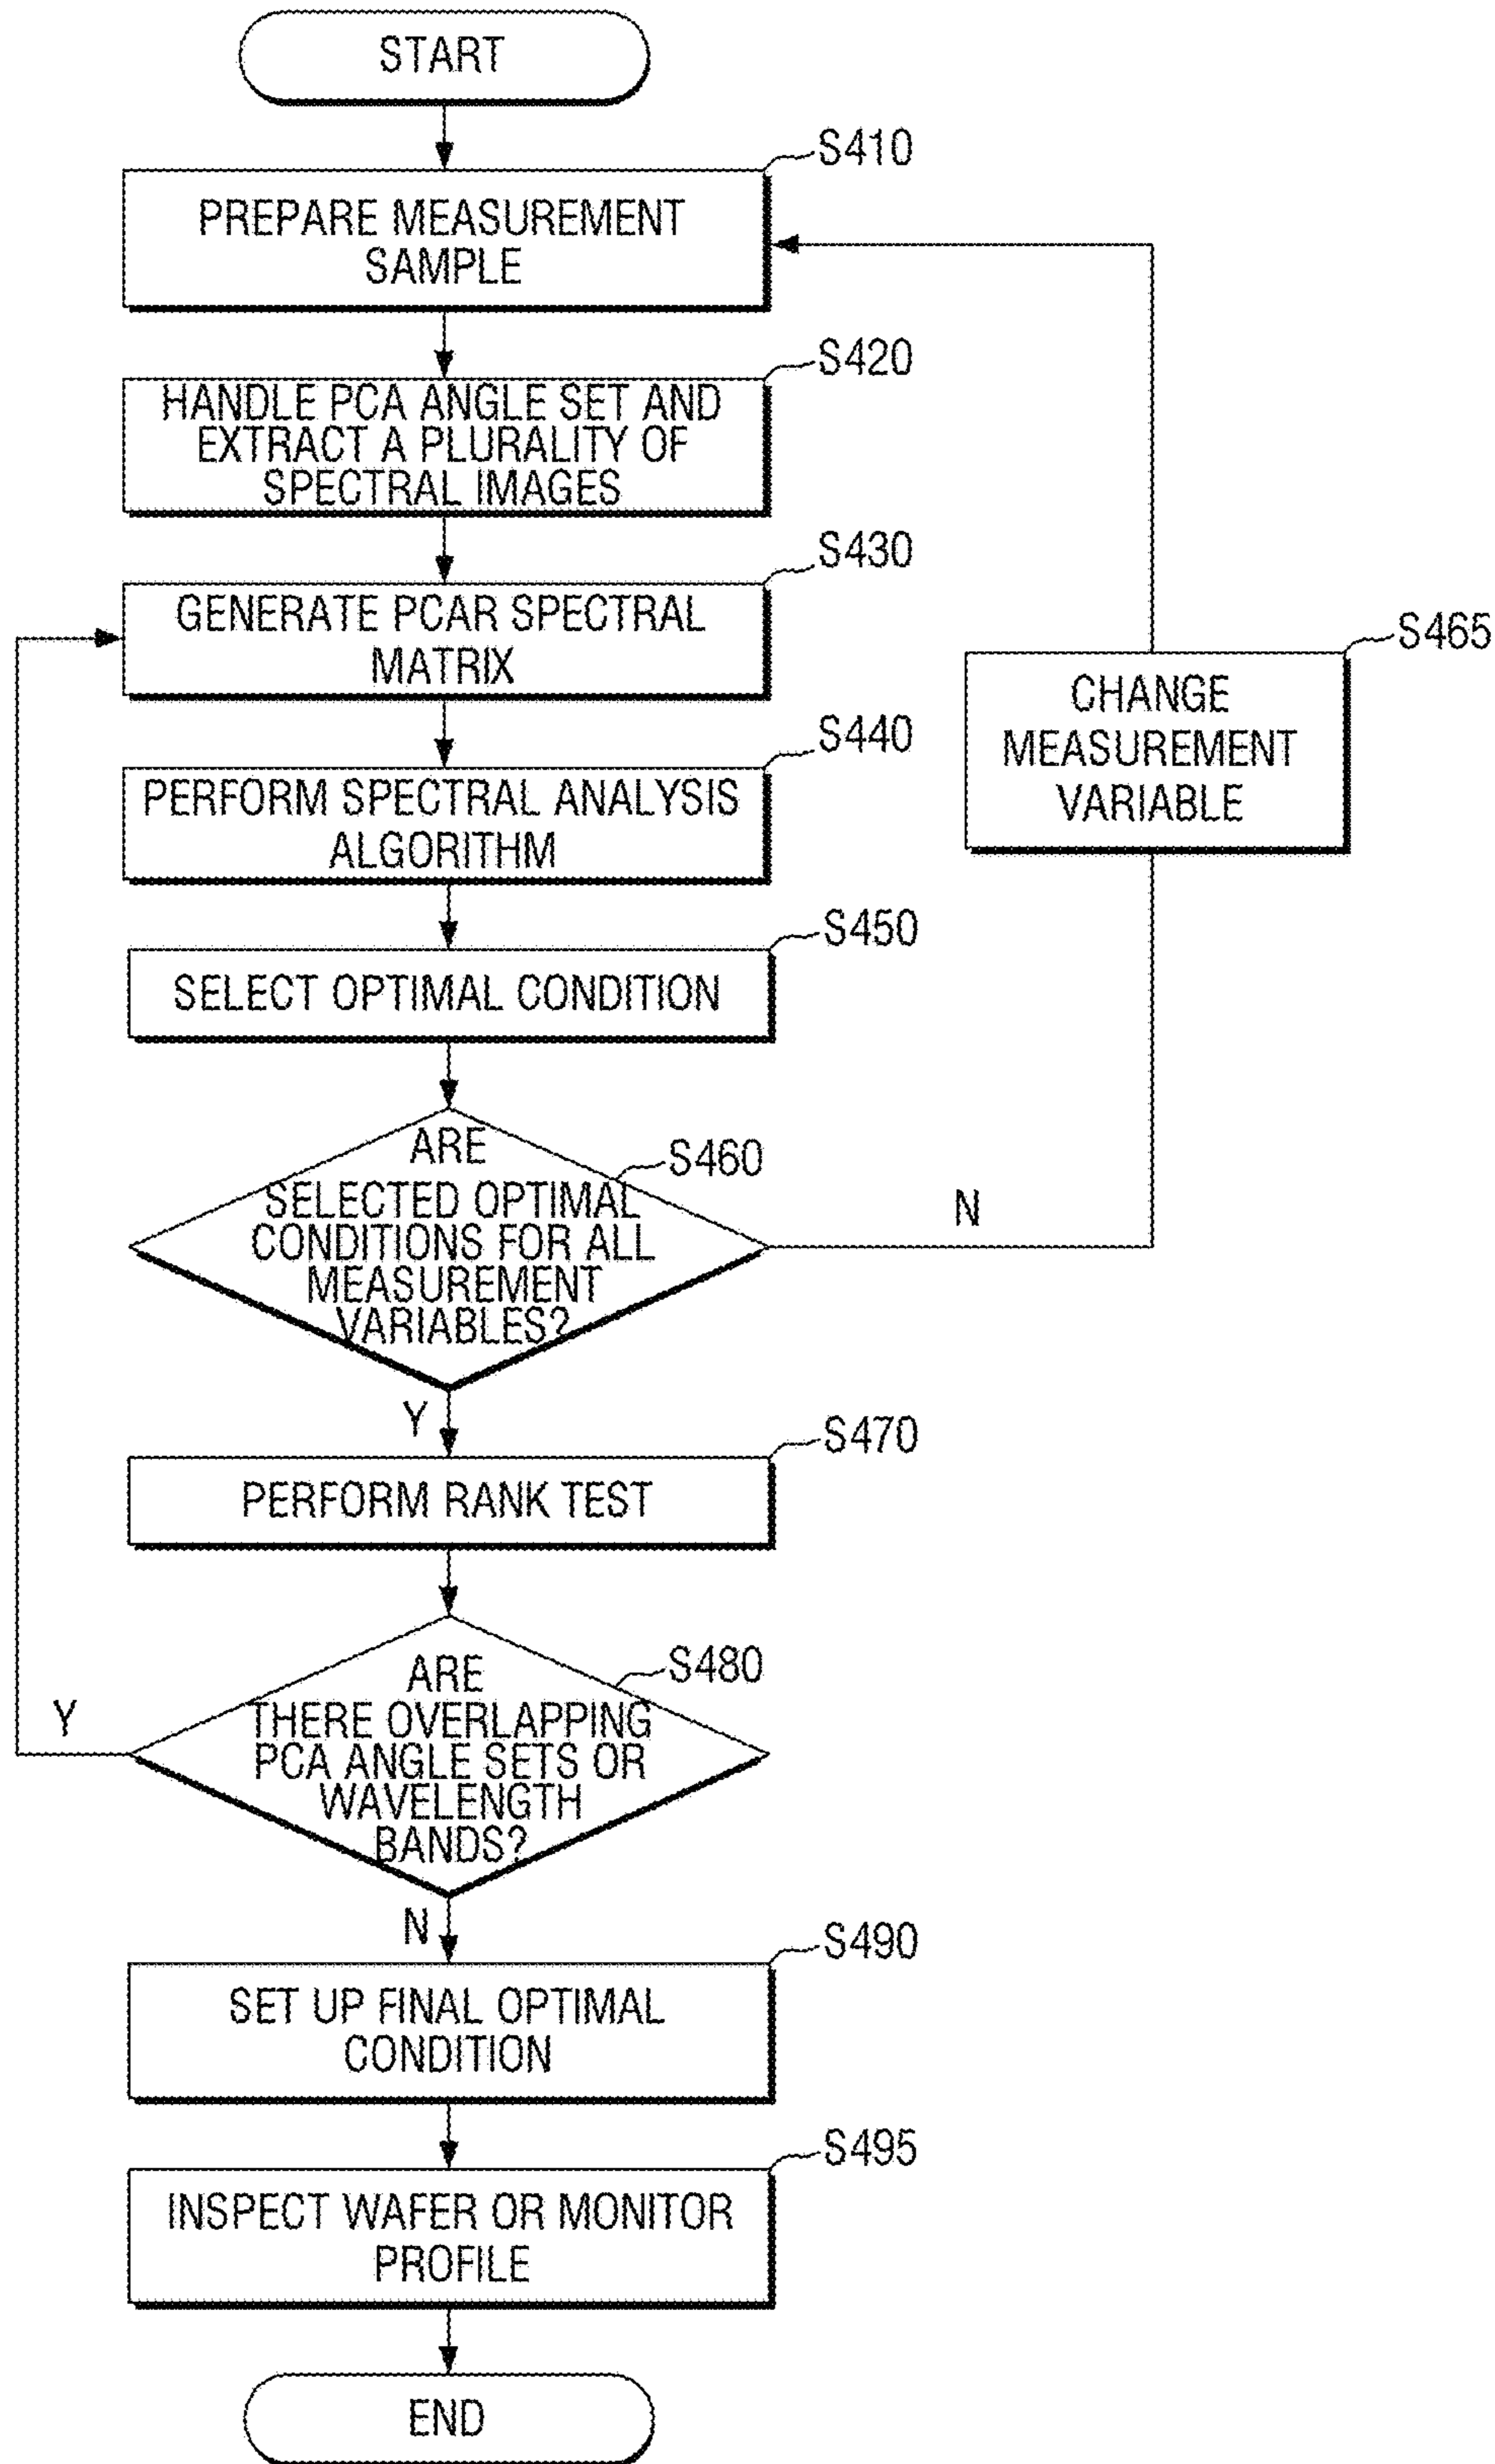 START
S410
PREPARE MEASUREMENT
SAMPLE
S420
HANDLE PCA ANGLE SET AND
EXTRACT A PLURALITY OF
SPECTRAL IMAGES
S430
GENERATE PCAR SPECTRAL
MATRIX
S465
CHANGE
MEASUREMENT
VARIABLE
S440
PERFORM SPECTRAL ANALYSIS
ALGORITHM
S450
SELECT OPTIMAL CONDITION
S460
ARE
SELECTED OPTIMAL
CONDITIONS FOR ALL
MEASUREMENT
VARIABLES?
N
Y
S470
PERFORM RANK TEST
S480
ARE
THERE OVERLAPPING
PCA ANGLE SETS OR
WAVELENGTH
BANDS?
Y
N
S490
SET UP FINAL OPTIMAL
CONDITION
S495
INSPECT WAFER OR MONITOR
PROFILE
END